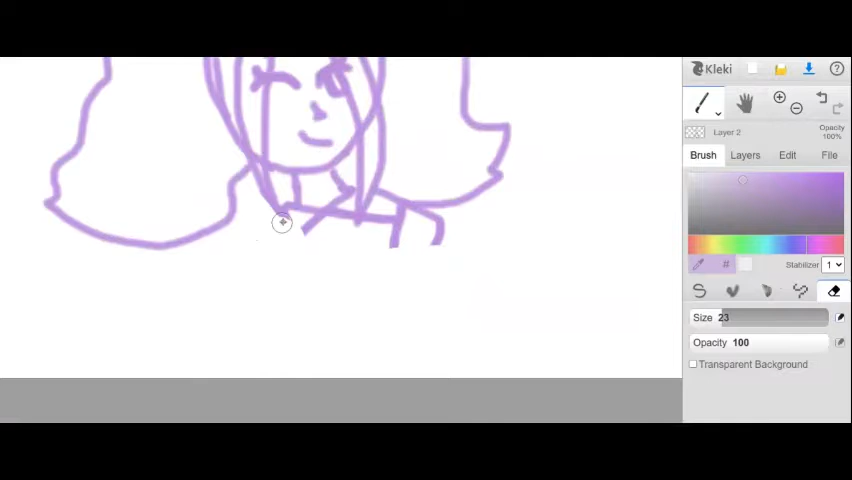 Kleki
Layer 2
Opacity
100%
Brush Layers Edit File
#
Stabilizer 1
Size 23
Opacity 100
Transparent Background